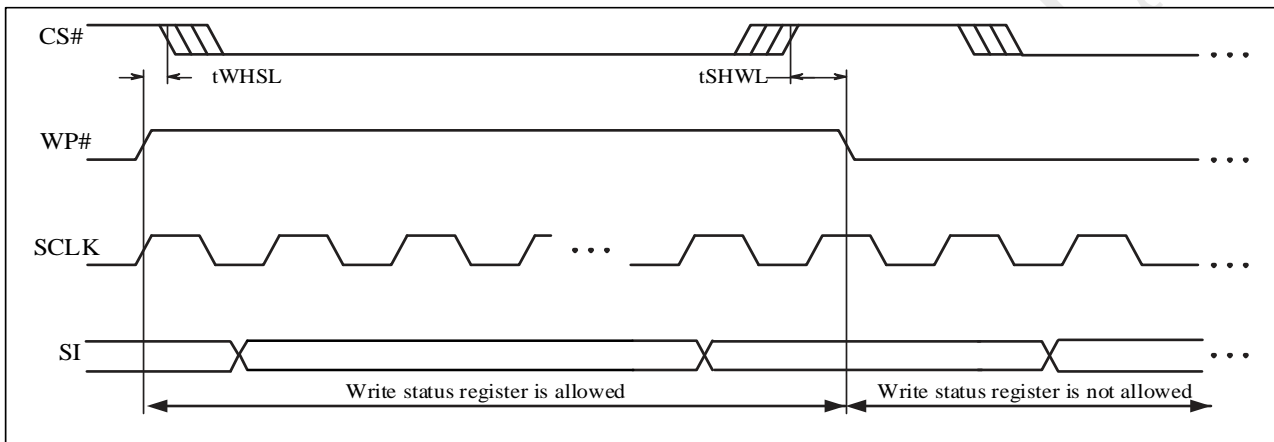 CS#
tWHSL
tSHWL
WP#
SCLK
SI
Write status register is allowed
Write status register is not allowed